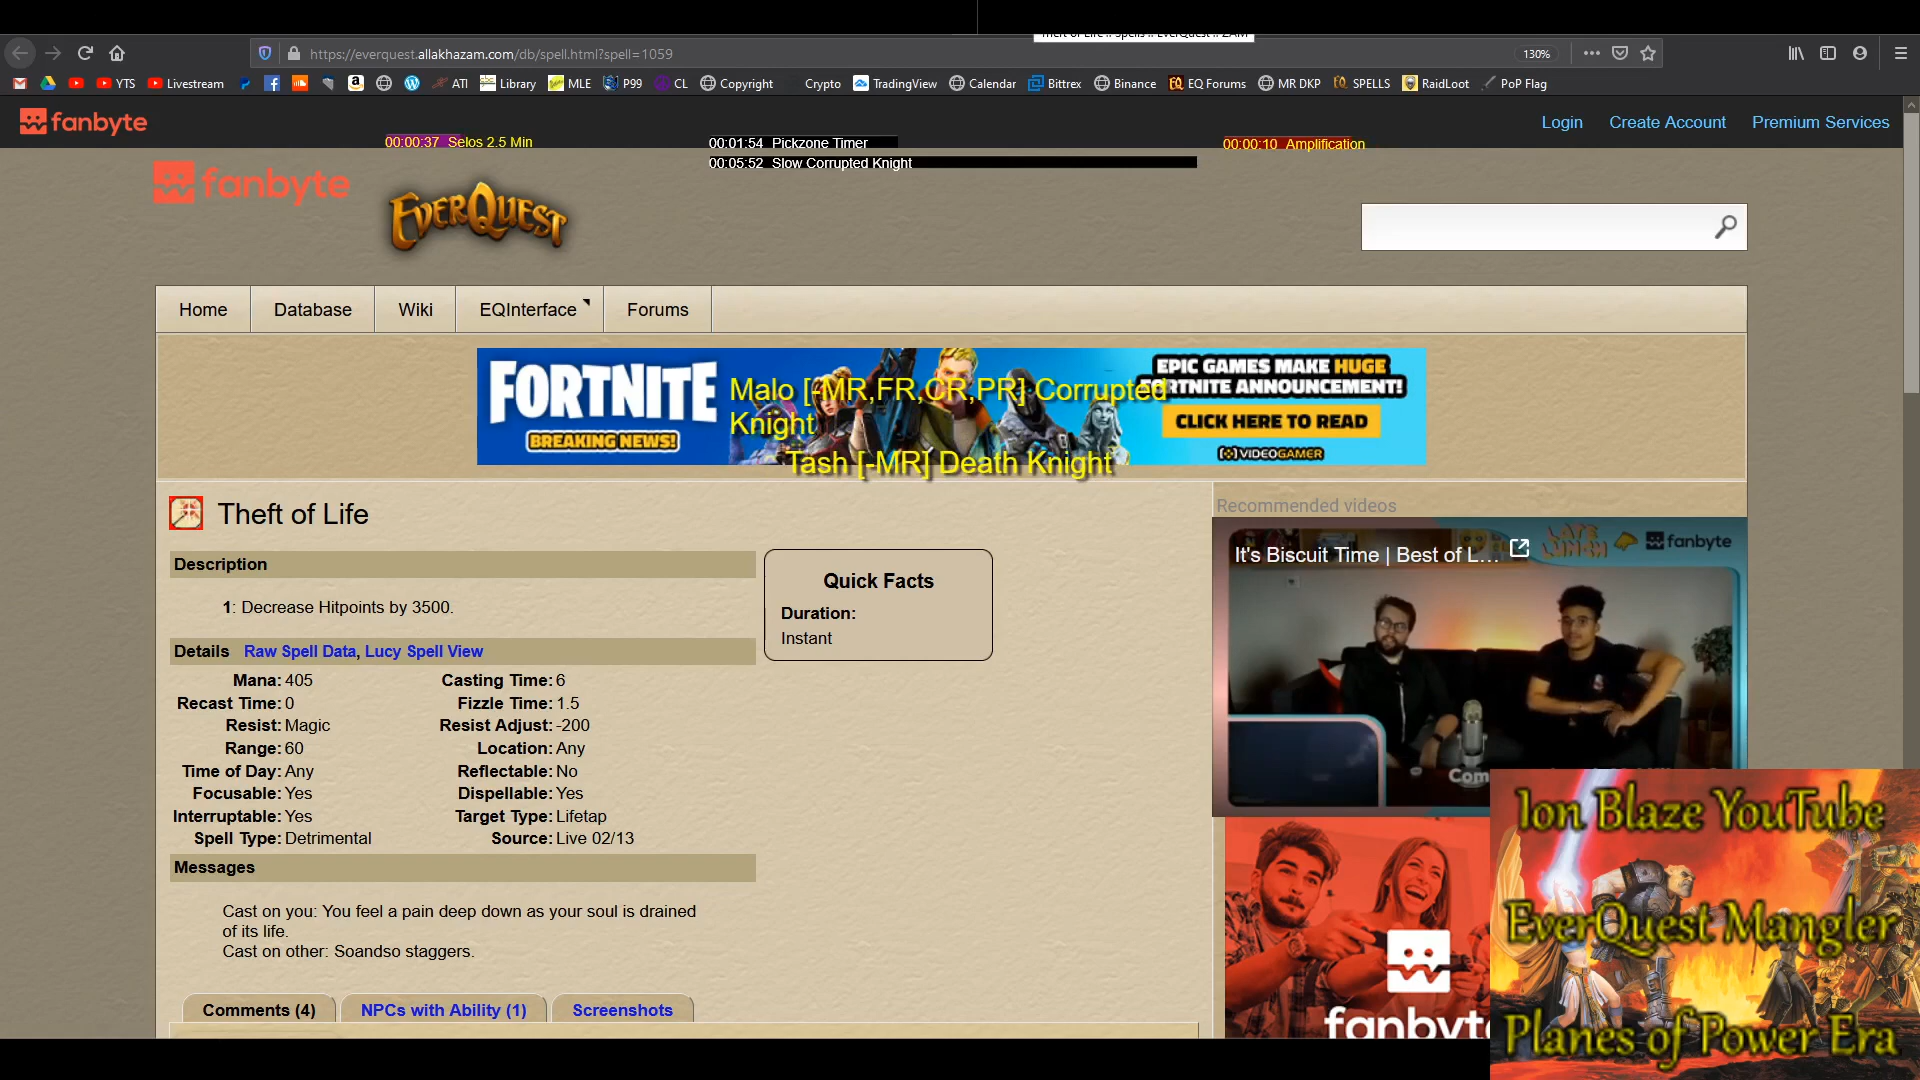 Theft of Life :: Spells :: EverQuest :: ZAM
https://everquest.allakhazam.com/db/spell.html?spell=1059
130%
YTS
Livestream
ATI
Library
MLE
P99
CL
Copyright
Crypto
TradingView
Calendar
Bittrex
Binance
EQ Forums
MR DKP
SPELLS
RaidLoot
PoP Flag
fanbyte
Login
Create Account
Premium Services
00:00:37 Selos 2.5 Min
00:01:54 Pickzone Timer
00:00:10 Amplification
00:05:52 Slow Corrupted Knight
fanbyte
EVERQUEST
Home
Database
Wiki
EQInterface
Forums
FORTNITE
BREAKING NEWS!
EPIC GAMES MAKE HUGE
FORTNITE ANNOUNCEMENT!
CLICK HERE TO READ
VIDEOGAMER
Malo [-MR,FR,CR,PR] Corrupted
Knight
Tash [-MR] Death Knight
Theft of Life
Recommended videos
Description
1: Decrease Hitpoints by 3500.
Quick Facts
Duration:
Instant
It's Biscuit Time | Best of L...
LATE
LUNCH
fanbyte
Details Raw Spell Data, Lucy Spell View
Mana: 405 Casting Time: 6
Recast Time: 0 Fizzle Time: 1.5
Resist: Magic Resist Adjust: -200
Range: 60 Location: Any
Time of Day: Any Reflectable: No
Focusable: Yes Dispellable: Yes
Interruptable: Yes Target Type: Lifetap
Spell Type: Detrimental Source: Live 02/13
Messages
Cast on you: You feel a pain deep down as your soul is drained
of its life.
Cast on other: Soandso staggers.
Comments (4)
NPCs with Ability (1)
Screenshots
Com
fanbyte
Ion Blaze YouTube
EverQuest Mangler
Planes of Power Era